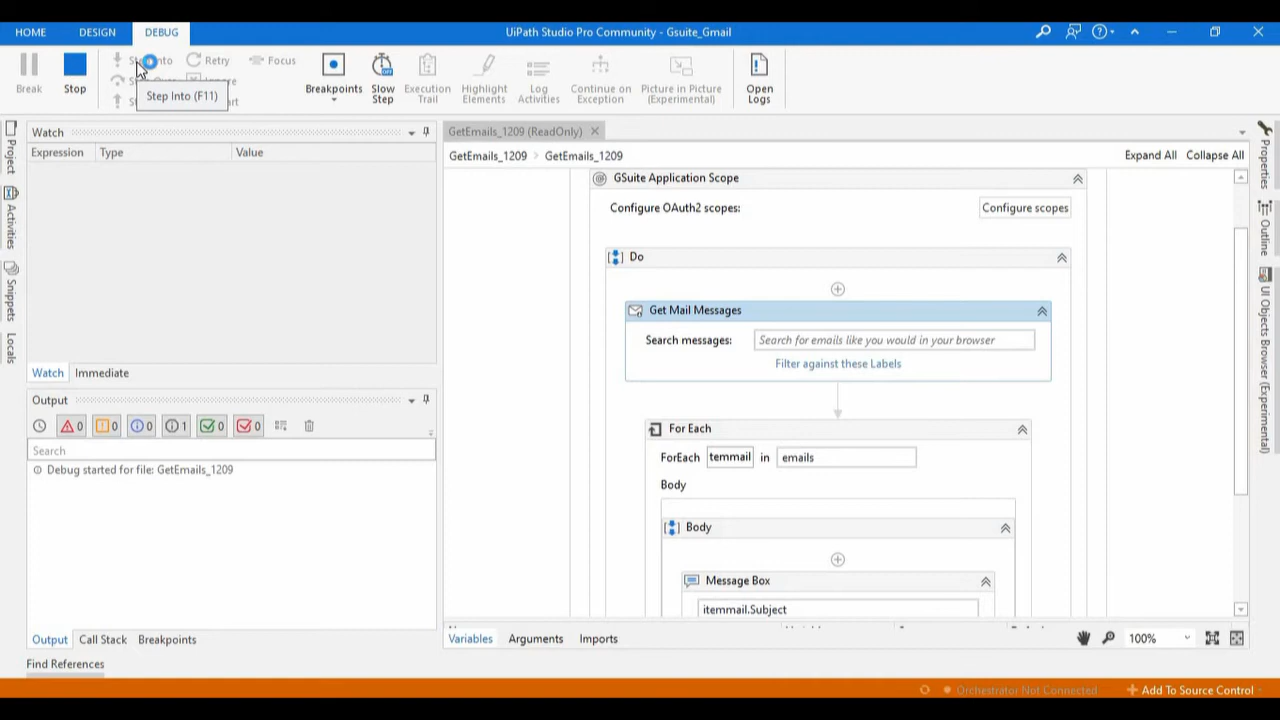 HOME
DESIGN
DEBUG
UiPath Studio Pro Community - Gsuite_Gmail
Break
Stop
Retry
Focus
Step Into (F11)
Breakpoints
Slow Step
Execution Trail
Highlight Elements
Log Activities
Continue on Exception
Picture in Picture (Experimental)
Open Logs
Project
Activities
Snippets
Locals
Watch
Expression
Type
Value
Watch
Immediate
Output
0
0
0
1
0
0
Search
Debug started for file: GetEmails_1209
Output
Call Stack
Breakpoints
Find References
GetEmails_1209 (ReadOnly)
GetEmails_1209 > GetEmails_1209
Expand All
Collapse All
GSuite Application Scope
Configure OAuth2 scopes:
Configure scopes
Do
Get Mail Messages
Search messages:
Search for emails like you would in your browser
Filter against these Labels
For Each
ForEach
temmail
in
emails
Body
Body
Message Box
itemmail.Subject
Variables
Arguments
Imports
100%
Properties
Outline
UI Objects Browser (Experimental)
Orchestrator Not Connected
Add To Source Control